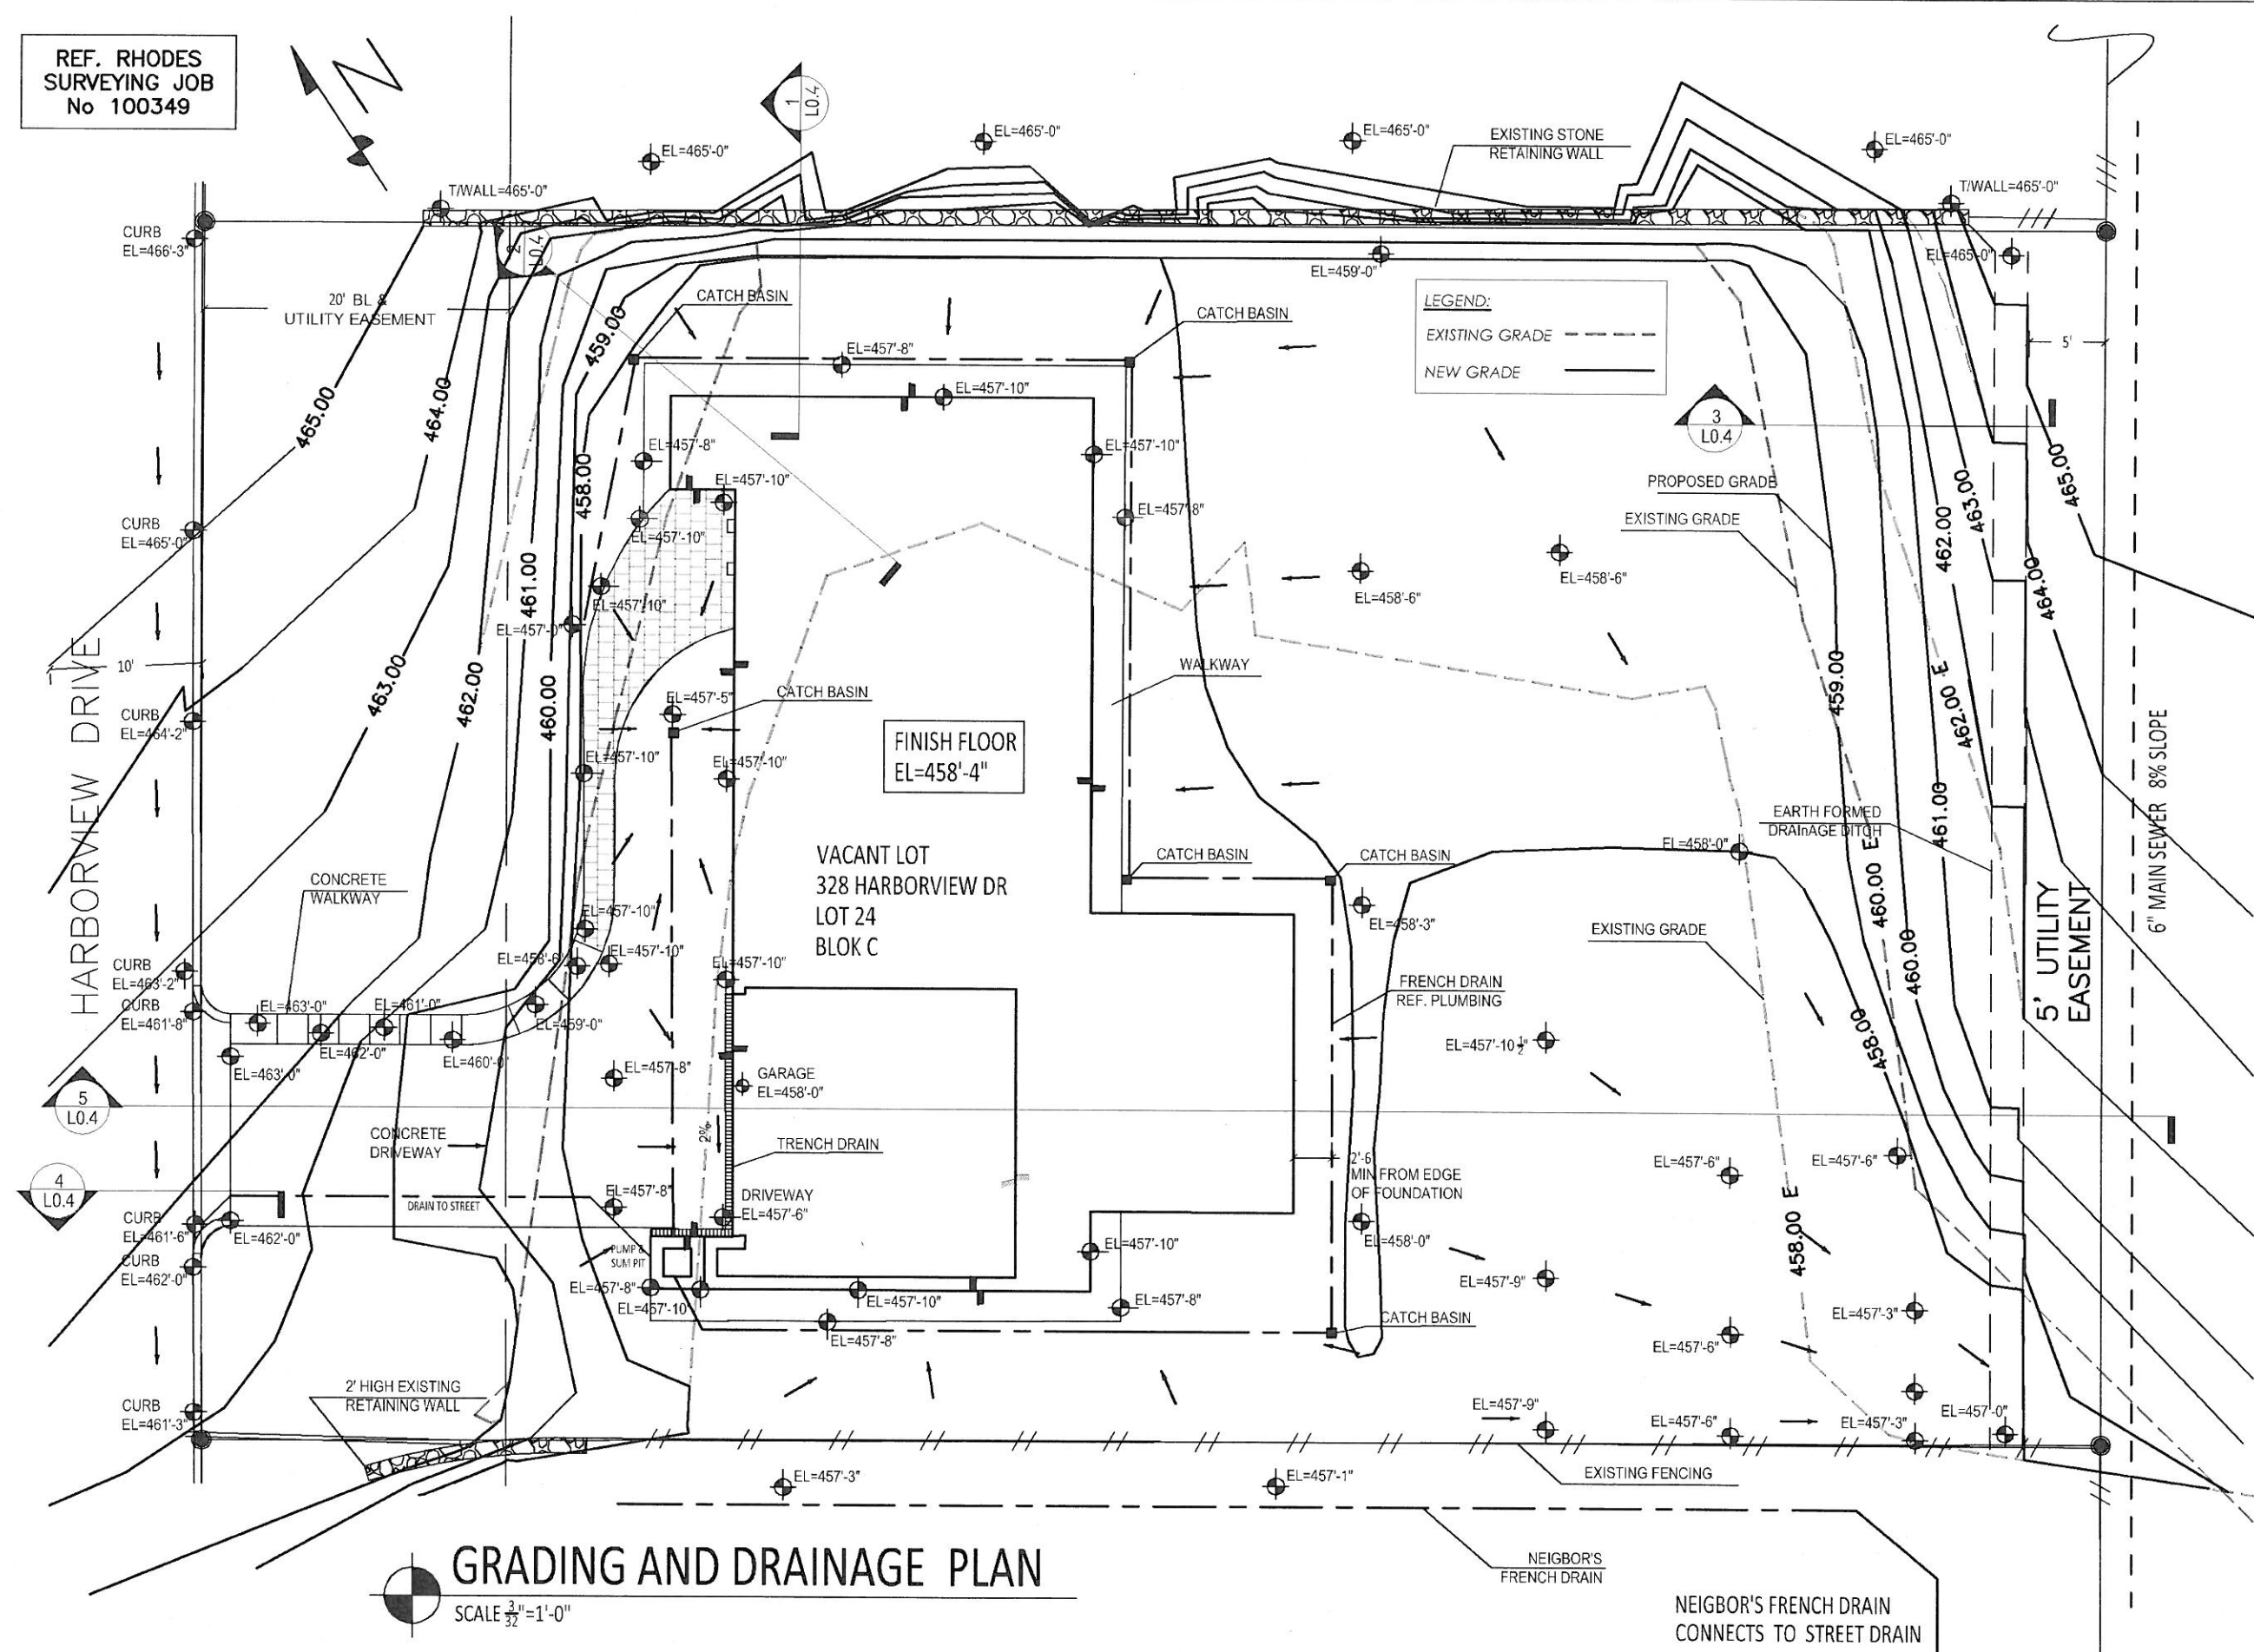 REF. RHODES
SURVEYING JOB
No 100349
N
1
L0.4
EL=465'-0"
EL=465'-0"
EL=465'-0"
EL=465'-0"
EXISTING STONE
RETAINING WALL
T/WALL=465'-0"
T/WALL=465'-0"
CURB
EL=466'-3"
2
L0.4
20' BL &
UTILITY EASEMENT
EL=459'-0"
EL=465'-0"
CATCH BASIN
CATCH BASIN
LEGEND:
EXISTING GRADE
NEW GRADE
5'
459.00
EL=457'-8"
EL=457'-10"
465.00
464.00
3
L0.4
EL=457'-8"
EL=457'-10"
EL=457'-10"
458.00
465.00
PROPOSED GRADE
EXISTING GRADE
463.00
462.00
CURB
EL=465'-0"
EL=457'-10"
EL=457'-8"
461.00
EL=457'-10"
EL=457'-0"
EL=458'-6"
EL=458'-6"
464.00
HARBORVIEW DRIVE
10'
463.00
462.00
460.00
WALKWAY
459.00
462.00 E
EL=457'-5"
CATCH BASIN
CURB
EL=464'-2"
EL=457'-10"
EL=457'-10"
FINISH FLOOR
EL=458'-4"
6" MAIN SEWER 8% SLOPE
461.00
EARTH FORMED
DRAInAGE DITCH
EL=458'-0"
VACANT LOT
328 HARBORVIEW DR
LOT 24
BLOK C
CATCH BASIN
CATCH BASIN
460.00 E
CONCRETE
WALKWAY
EL=457'-10"
EL=458'-3"
EXISTING GRADE
5' UTILITY
EASEMENT
460.00
EL=458'-6"
EL=457'-10"
EL=457'-10"
CURB
EL=463'-2"
CURB
EL=461'-8"
EL=463'-0"
EL=461'-0"
EL=462'-0"
EL=460'-0"
EL=459'-0"
FRENCH DRAIN
REF. PLUMBING
EL=457'-10 1/2"
458.00
EL=463'-0"
EL=457'-8"
GARAGE
EL=458'-0"
5
L0.4
CONCRETE
DRIVEWAY
2%
TRENCH DRAIN
2'-6
MIN FROM EDGE
OF FOUNDATION
EL=457'-6"
EL=457'-6"
4
L0.4
DRAIN TO STREET
EL=457'-8"
DRIVEWAY
EL=457'-6"
458.00 E
CURB
EL=461'-6"
EL=462'-0"
CURB
EL=462'-0"
PUMP &
SUM PIT
EL=457'-10"
EL=458'-0"
EL=457'-8"
EL=457'-10"
EL=457'-10"
EL=457'-8"
EL=457'-9"
EL=457'-3"
EL=457'-8"
CATCH BASIN
EL=457'-6"
2' HIGH EXISTING
RETAINING WALL
CURB
EL=461'-3"
EL=457'-9"
EL=457'-6"
EL=457'-3"
EL=457'-0"
EL=457'-3"
EL=457'-1"
EXISTING FENCING
GRADING AND DRAINAGE PLAN
SCALE 3/32"=1'-0"
NEIGBOR'S
FRENCH DRAIN
NEIGBOR'S FRENCH DRAIN
CONNECTS TO STREET DRAIN